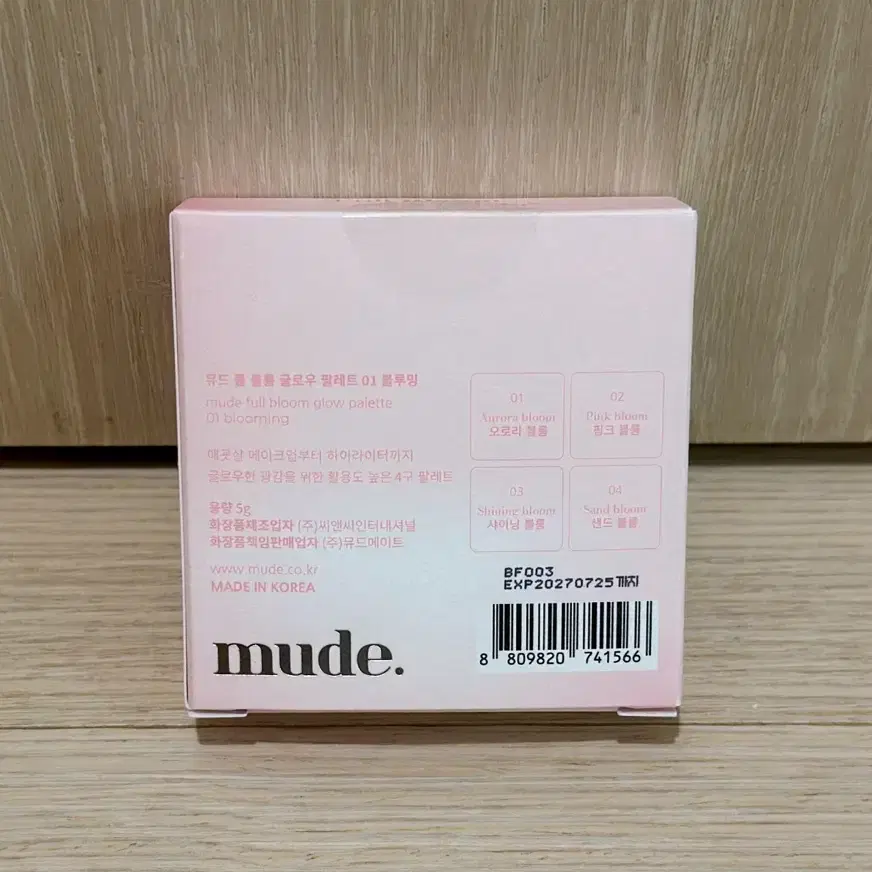 뮤드 풀 블룸 글로우 팔레트 01 블루밍
mude full bloom glow palette
01 blooming
애굣살 메이크업부터 하이라이터까지
글로우한 광감을 위한 활용도 높은 4구 팔레트
용량 5g
화장품제조업자 (주)씨앤씨인터내셔널
화장품책임판매업자 (주)뮤드메이트
www.mude.co.kr
MADE IN KOREA
mude.
01
Aurora bloom
오로라 블룸
02
Pink bloom
핑크 블룸
03
Shining bloom
샤이닝 블룸
04
Sand bloom
샌드 블룸
BF003
EXP20270725까지
8 809820 741566